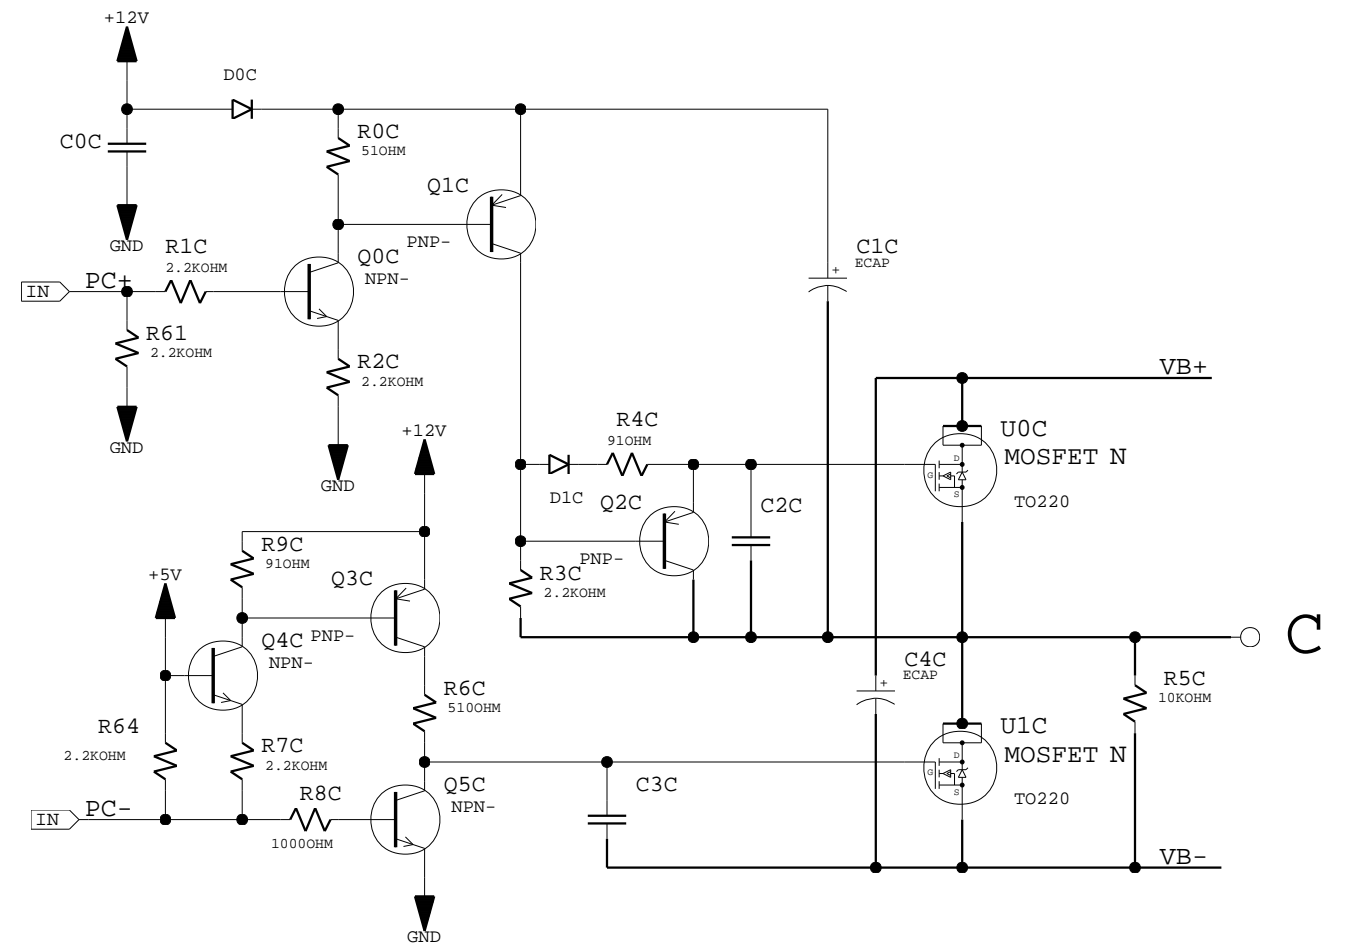 +12V
D0C
C0C
R0C
51OHM
Q1C
PNP-
GND
R1C
2.2KOHM
Q0C
NPN-
C1C
ECAP
+
IN
PC+
R61
2.2KOHM
R2C
2.2KOHM
VB+
GND
+12V
R4C
91OHM
U0C
MOSFET N
D
G
S
TO220
GND
D1C
Q2C
C2C
PNP-
R9C
91OHM
R3C
2.2KOHM
+5V
Q3C
PNP-
Q4C
NPN-
C
C4C
ECAP
+
R6C
510OHM
R5C
10KOHM
R64
2.2KOHM
R7C
2.2KOHM
U1C
MOSFET N
D
G
S
TO220
Q5C
NPN-
C3C
R8C
100OOHM
IN
PC-
VB-
GND